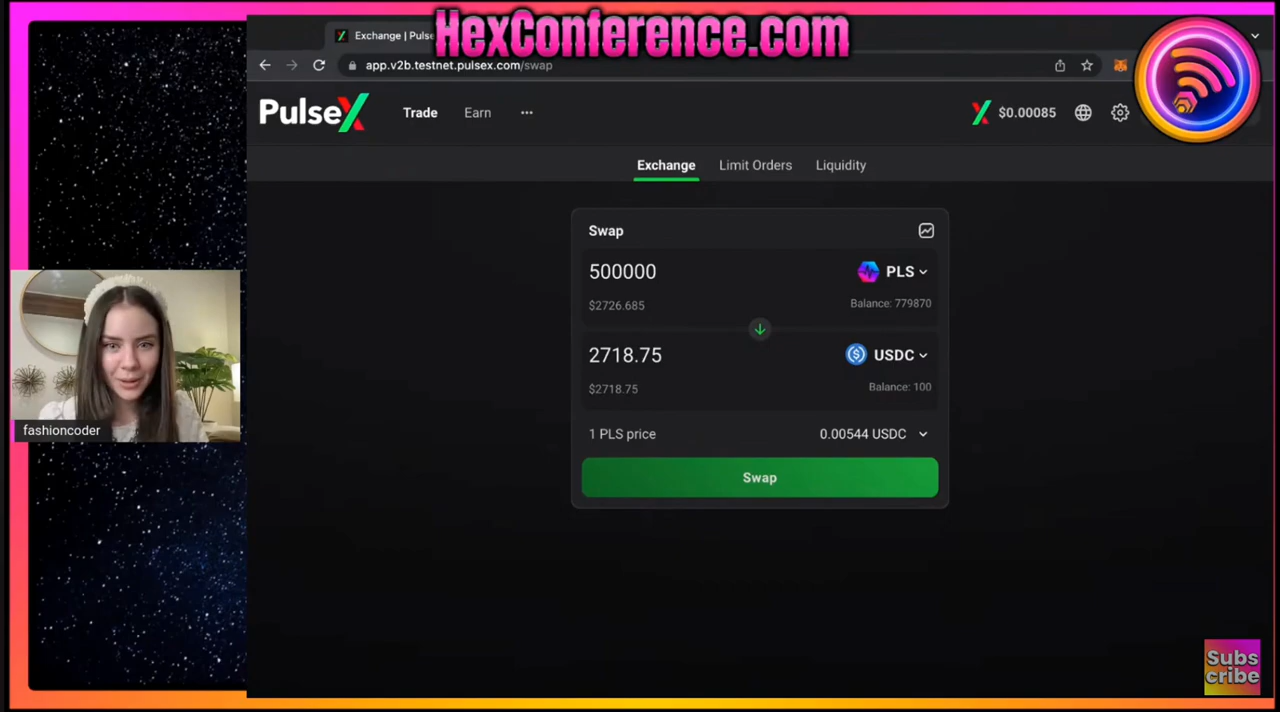 HexConference.com
Exchange | Pulse
app.v2b.testnet.pulsex.com/swap
PulseX Trade Earn $0.00085
Exchange Limit Orders Liquidity
Swap
500000 PLS
$2726.685 Balance: 779870
2718.75 USDC
$2718.75 Balance: 100
1 PLS price 0.00544 USDC
Swap
fashioncoder
Subs
cribe